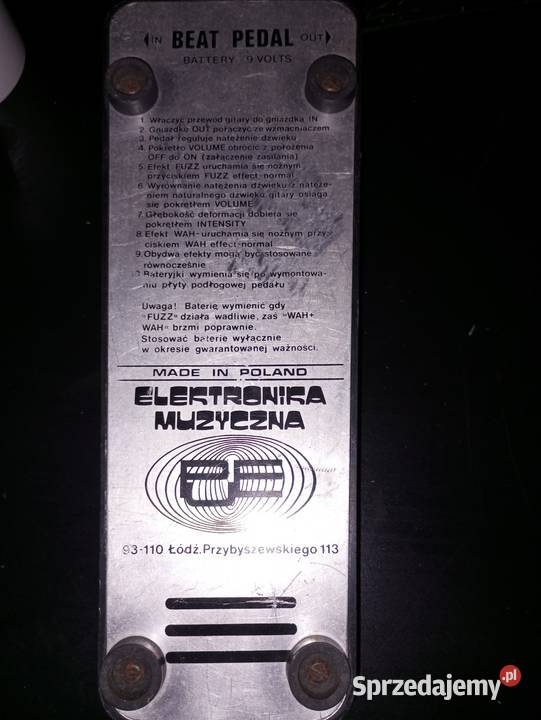 IN BEAT PEDAL OUT
BATTERY 9 VOLTS
1. Włączyć przewód gitary do gniazdka IN
2. Gniazdko OUT połączyć ze wzmacniaczem
3. Pedał reguluje natężenie dźwięku
4. Pokrętło VOLUME obrócić z położenia
OFF do ON (załączenie zasilania)
5. Efekt FUZZ uruchamia się nożnym
przyciskiem FUZZ effect-normal
6. Wyrównanie natężenia dźwięku z natęże-
niem naturalnego dźwięku gitary osiąga
się pokrętłem VOLUME
7. Głębokość deformacji dobiera się
pokrętłem INTENSITY
8. Efekt WAH-uruchamia się nożnym przy-
ciskiem WAH effect-normal
9. Obydwa efekty mogą być stosowane
równocześnie
Bateryjki wymienia się po wymontowa-
niu płyty podłogowej pedału
Uwaga! Baterię wymienić gdy
"FUZZ" działa wadliwie, zaś "WAH+
WAH" brzmi poprawnie.
Stosować baterie wyłącznie
w okresie gwarantowanej ważności.
MADE IN POLAND
ELEKTRONIKA
MUZYCZNA
93-110 Łódź, Przybyszewskiego 113
Sprzedajemy.pl